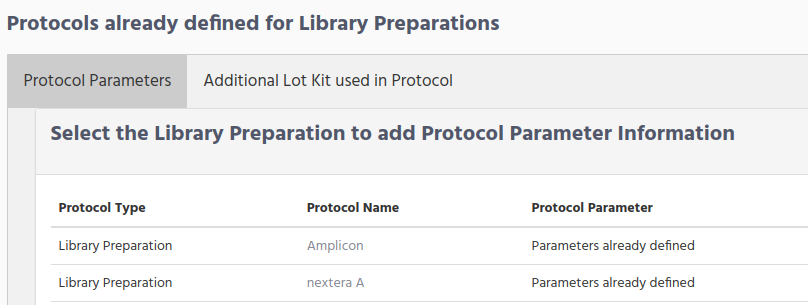 Protocols already defined for Library Preparations
Protocol Parameters Additional Lot Kit used in Protocol
Select the Library Preparation to add Protocol Parameter Information
Protocol Type Protocol Name Protocol Parameter
Library Preparation Amplicon Parameters already defined
Library Preparation nextera A Parameters already defined